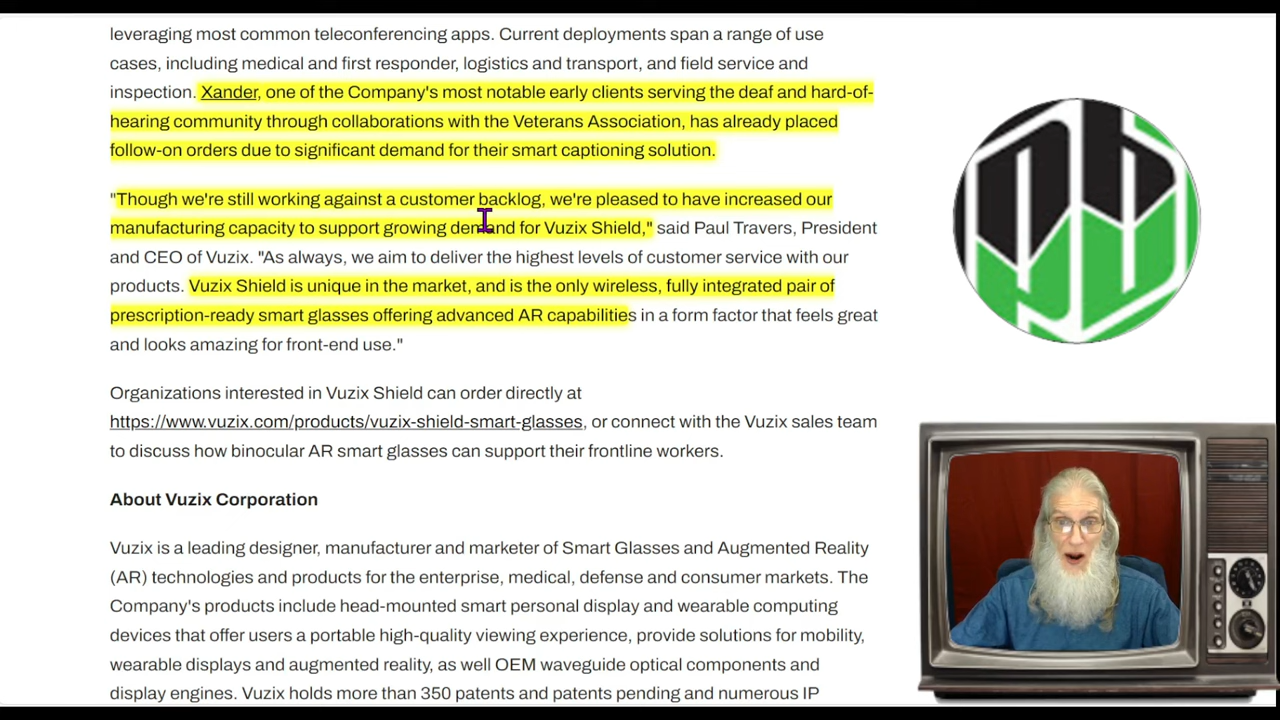 leveraging most common teleconferencing apps. Current deployments span a range of use
cases, including medical and first responder, logistics and transport, and field service and
inspection. Xander, one of the Company's most notable early clients serving the deaf and hard-of-
hearing community through collaborations with the Veterans Association, has already placed
follow-on orders due to significant demand for their smart captioning solution.
"Though we're still working against a customer backlog, we're pleased to have increased our
manufacturing capacity to support growing demand for Vuzix Shield," said Paul Travers, President
and CEO of Vuzix. "As always, we aim to deliver the highest levels of customer service with our
products. Vuzix Shield is unique in the market, and is the only wireless, fully integrated pair of
prescription-ready smart glasses offering advanced AR capabilities in a form factor that feels great
and looks amazing for front-end use."
Organizations interested in Vuzix Shield can order directly at
https://www.vuzix.com/products/vuzix-shield-smart-glasses, or connect with the Vuzix sales team
to discuss how binocular AR smart glasses can support their frontline workers.
About Vuzix Corporation
Vuzix is a leading designer, manufacturer and marketer of Smart Glasses and Augmented Reality
(AR) technologies and products for the enterprise, medical, defense and consumer markets. The
Company's products include head-mounted smart personal display and wearable computing
devices that offer users a portable high-quality viewing experience, provide solutions for mobility,
wearable displays and augmented reality, as well OEM waveguide optical components and
display engines. Vuzix holds more than 350 patents and patents pending and numerous IP